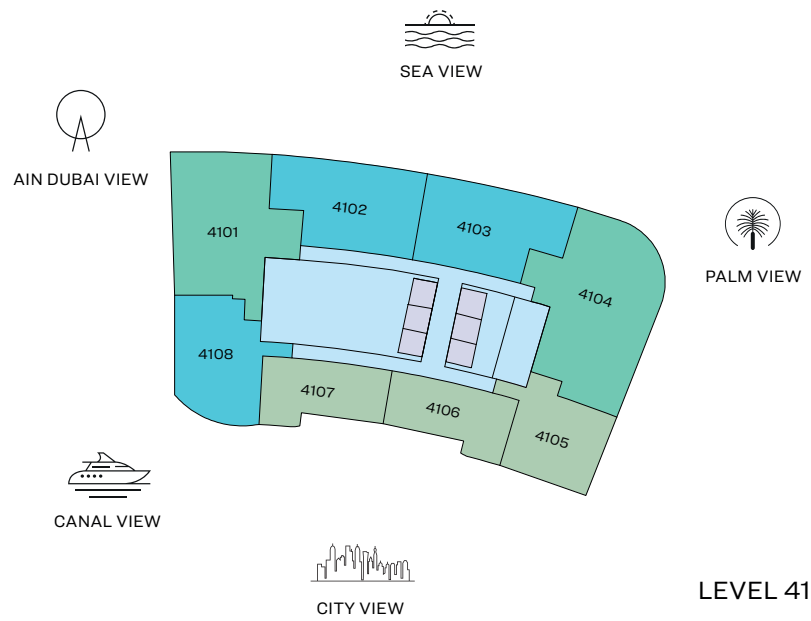 SEA VIEW
AIN DUBAI VIEW
4102
4103
4101
PALM VIEW
4104
4108
4107
4106
4105
CANAL VIEW
CITY VIEW
LEVEL 41